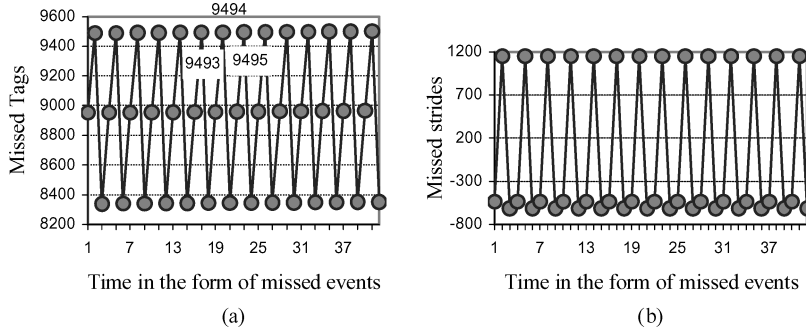 9494
9600
9400
9200
9000
8800
8600
8400
8200
9493
9495
Missed Tags
1 7 13 19 25 31 37
Time in the form of missed events
(a)
1200
700
200
-300
-800
Missed strides
1 7 13 19 25 31 37
Time in the form of missed events
(b)